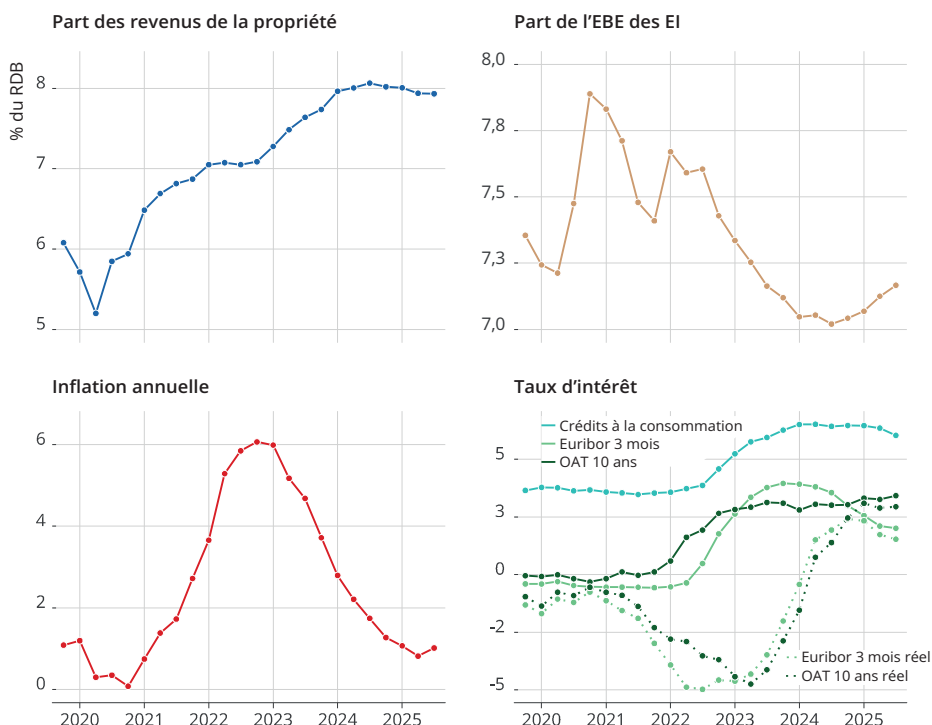 Part des revenus de la propriété
% du RDB
8
7
6
5
Part de l’EBE des EI
8,0
7,8
7,5
7,3
7,0
Inflation annuelle
6
4
2
0
2020 2021 2022 2023 2024 2025
Taux d’intérêt
Crédits à la consommation
Euribor 3 mois
OAT 10 ans
5
3
0
-2
-5
Euribor 3 mois réel
OAT 10 ans réel
2020 2021 2022 2023 2024 2025